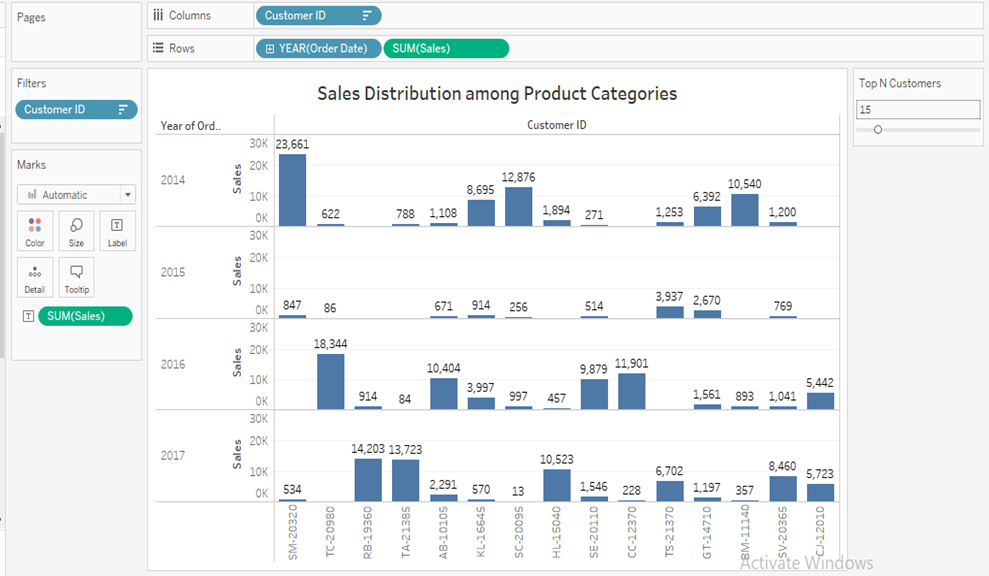 Pages
Columns
Customer ID
Rows
YEAR(Order Date)
SUM(Sales)
Filters
Customer ID
Marks
Automatic
Color
Size
Label
Detail
Tooltip
SUM(Sales)
Sales Distribution among Product Categories
Year of Ord..
Customer ID
2014
Sales
30K
20K
10K
0K
23,661
622
788
1,108
8,695
12,876
1,894
271
1,253
6,392
10,540
1,200
2015
Sales
30K
20K
10K
0K
847
86
671
914
256
514
3,937
2,670
769
2016
Sales
30K
20K
10K
0K
18,344
914
84
10,404
3,997
997
457
9,879
11,901
1,561
893
1,041
5,442
2017
Sales
30K
20K
10K
0K
534
14,203
13,723
2,291
570
13
10,523
1,546
228
6,702
1,197
357
8,460
5,723
SM-20320
TC-20980
RB-19360
TA-21385
AB-10105
KL-16645
SC-20095
HL-15040
SE-20110
CC-12370
TS-21370
GT-14710
BM-11140
SV-20365
CJ-12010
Top N Customers
15
Activate Windows